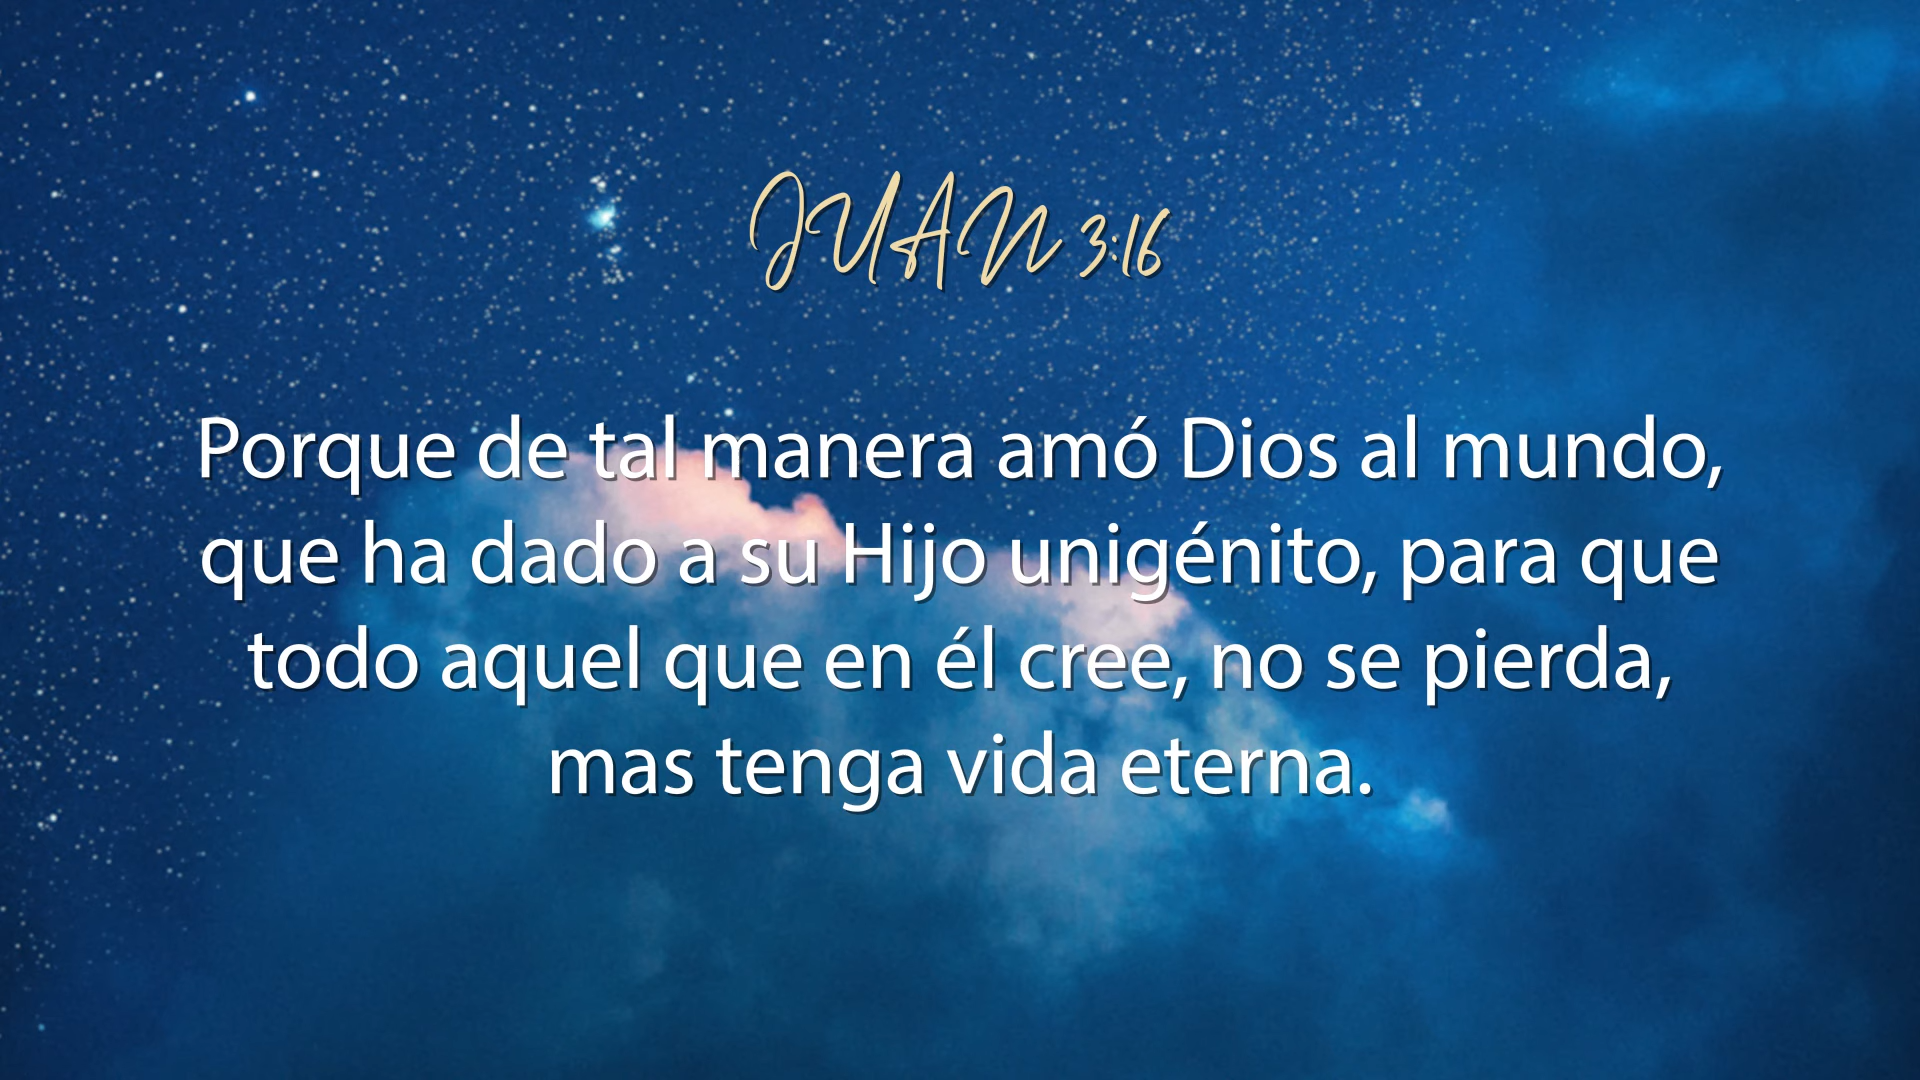 JUAN 3:16
Porque de tal manera amó Dios al mundo,
que ha dado a su Hijo unigénito, para que
todo aquel que en él cree, no se pierda,
mas tenga vida eterna.